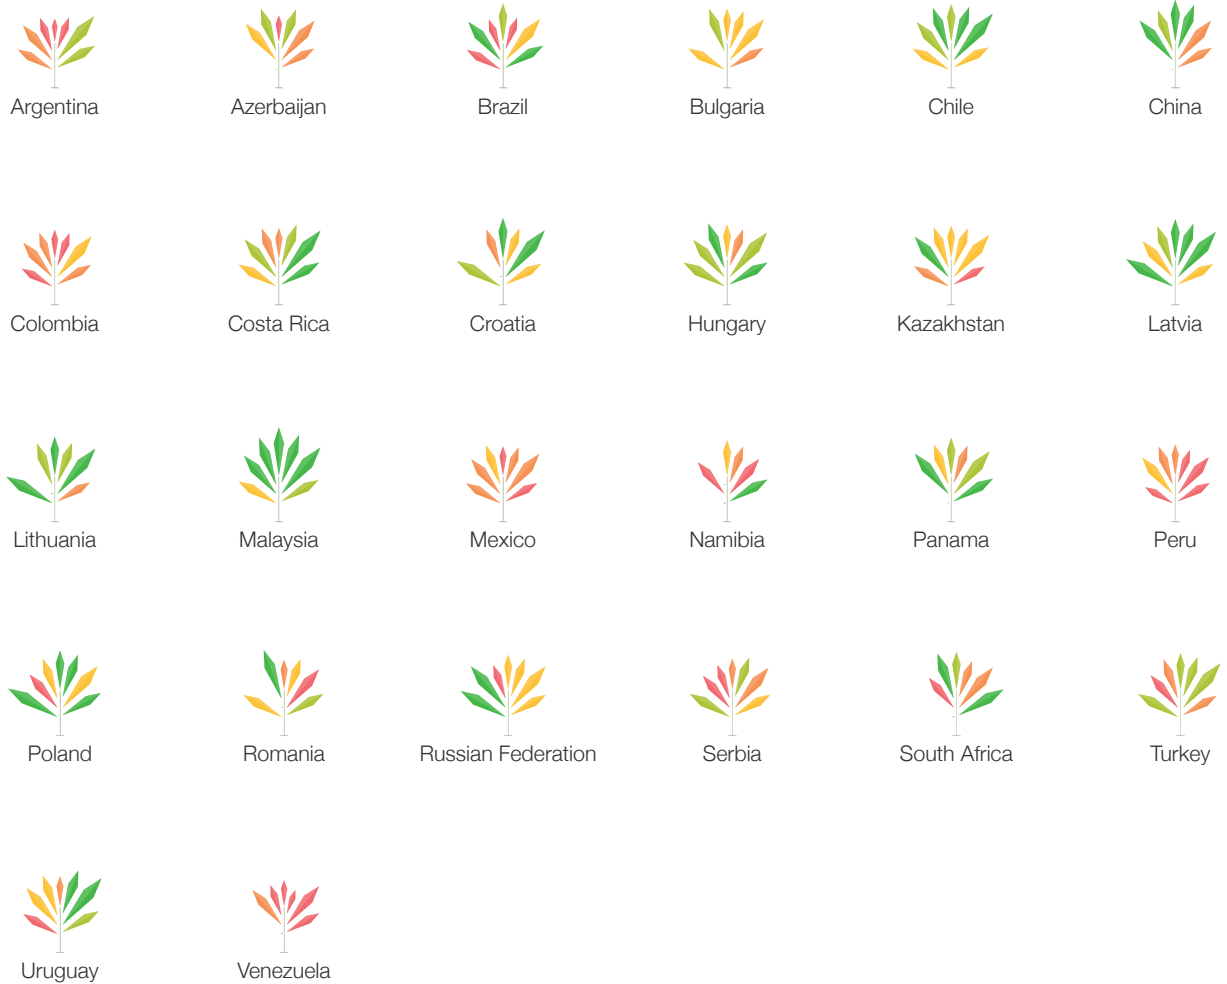 Argentina
Azerbaijan
Brazil
Bulgaria
Chile
China
Colombia
Costa Rica
Croatia
Hungary
Kazakhstan
Latvia
Lithuania
Malaysia
Mexico
Namibia
Panama
Peru
Poland
Romania
Russian Federation
Serbia
South Africa
Turkey
Uruguay
Venezuela